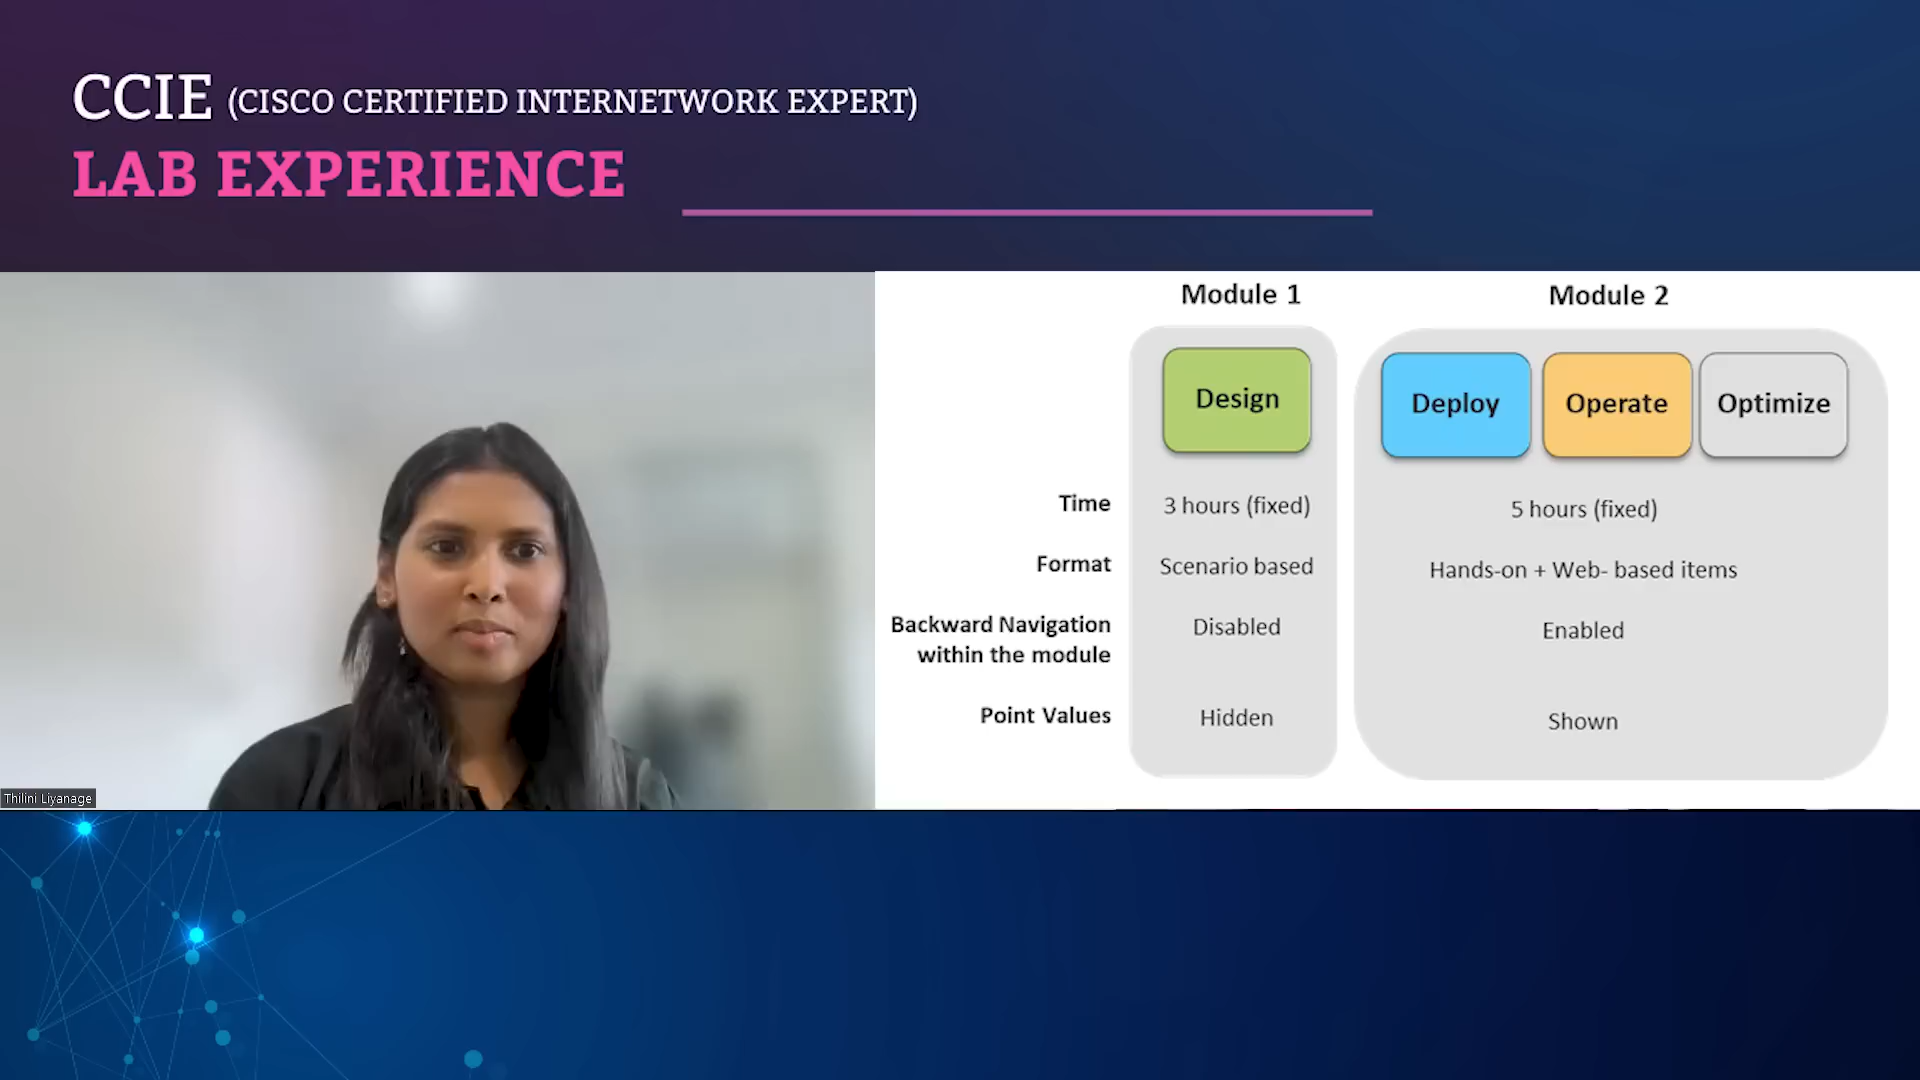 CCIE (CISCO CERTIFIED INTERNETWORK EXPERT)
LAB EXPERIENCE
Thilini Liyanage
Module 1 Module 2
Design Deploy Operate Optimize
Time 3 hours (fixed) 5 hours (fixed)
Format Scenario based Hands-on + Web- based items
Backward Navigation
within the module Disabled Enabled
Point Values Hidden Shown